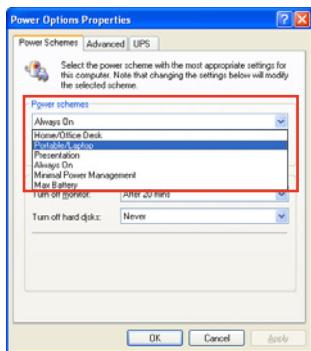 Power Options Properties
Power Schemes Advanced UPS
Select the power scheme with the most appropriate settings for
this computer. Note that changing the settings below will modify
the selected scheme.
Power schemes
Always On
Home/Office Desk
Portable/Laptop
Presentation
Always On
Minimal Power Management
Max Battery
Turn off monitor: After 20 mins
Turn off hard disks: Never
OK Cancel Apply